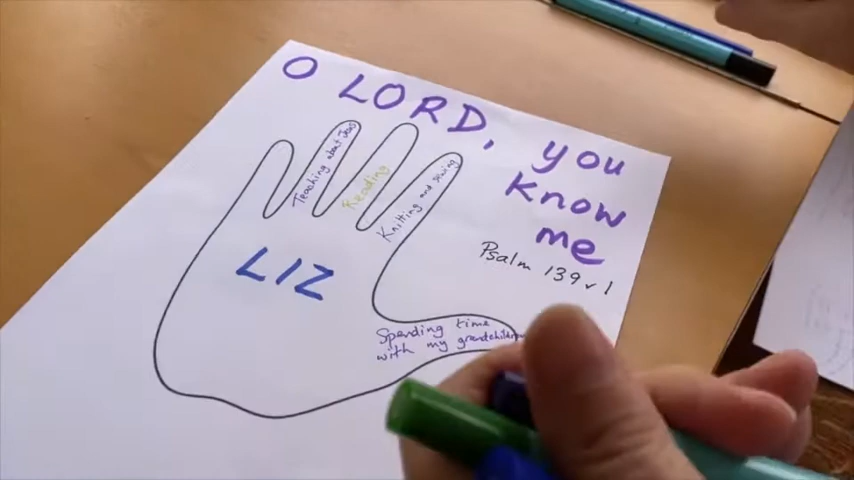 O LORD, you
know
me
Psalm 139 v 1
Teaching about Jesus
Reading
Knitting and sewing
LIZ
Spending time
with my grandchildren